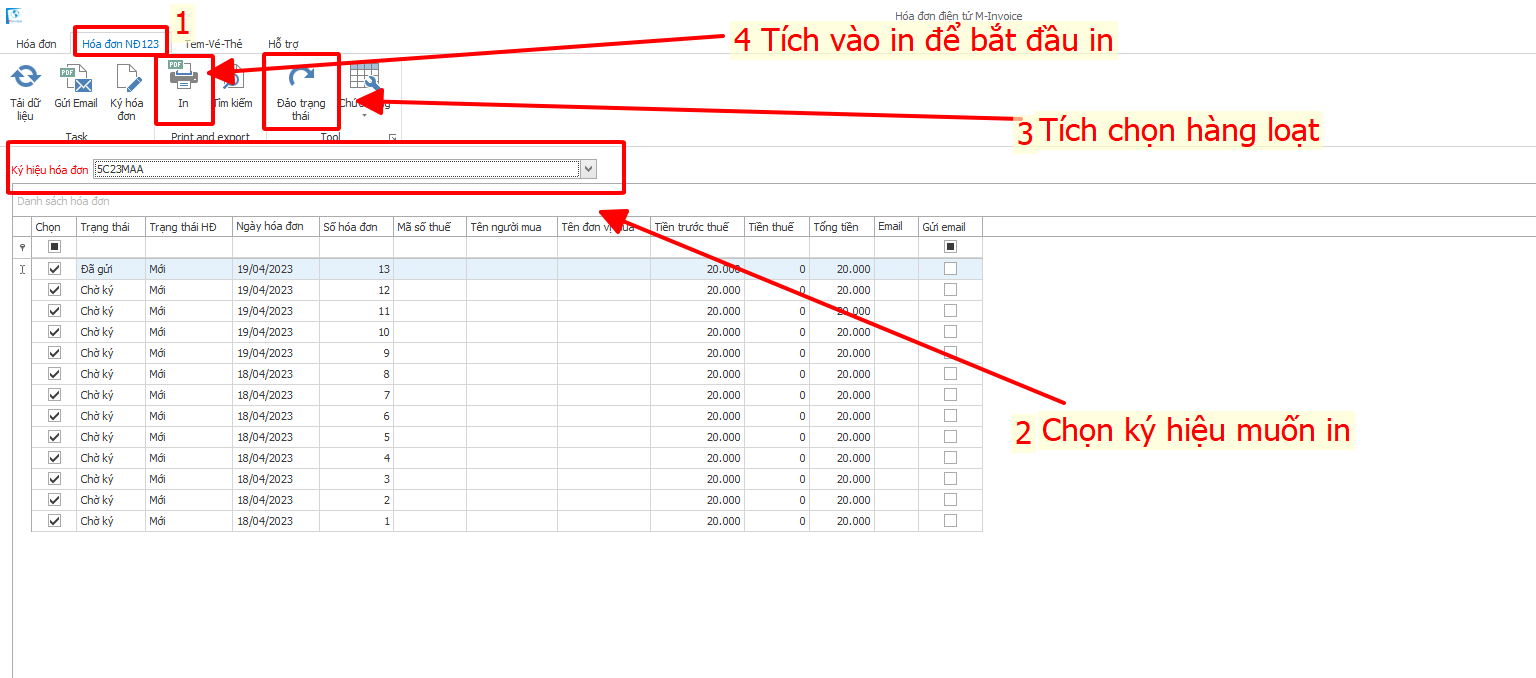 Hóa đơn điện tử M-Invoice
1
Hóa đơn Hóa đơn NĐ123 Tem-Vé-Thẻ Hỗ trợ
4 Tích vào in để bắt đầu in
PDF PDF
Tải dữ liệu Gửi Email Ký hóa đơn In Tìm kiếm Đảo trạng thái
Task Print and export Tool
3 Tích chọn hàng loạt
Ký hiệu hóa đơn 5C23MAA
Danh sách hóa đơn
Chọn Trạng thái Trạng thái HĐ Ngày hóa đơn Số hóa đơn Mã số thuế Tên người mua Tên đơn vị mua Tiền trước thuế Tiền thuế Tổng tiền Email Gửi email
Đã gửi Mới 19/04/2023 13 20.000 0 20.000
Chờ ký Mới 19/04/2023 12 20.000 0 20.000
Chờ ký Mới 19/04/2023 11 20.000 0 20.000
Chờ ký Mới 19/04/2023 10 20.000 0 20.000
Chờ ký Mới 19/04/2023 9 20.000 0 20.000
Chờ ký Mới 18/04/2023 8 20.000 0 20.000
Chờ ký Mới 18/04/2023 7 20.000 0 20.000
Chờ ký Mới 18/04/2023 6 20.000 0 20.000
2 Chọn ký hiệu muốn in
Chờ ký Mới 18/04/2023 5 20.000 0 20.000
Chờ ký Mới 18/04/2023 4 20.000 0 20.000
Chờ ký Mới 18/04/2023 3 20.000 0 20.000
Chờ ký Mới 18/04/2023 2 20.000 0 20.000
Chờ ký Mới 18/04/2023 1 20.000 0 20.000